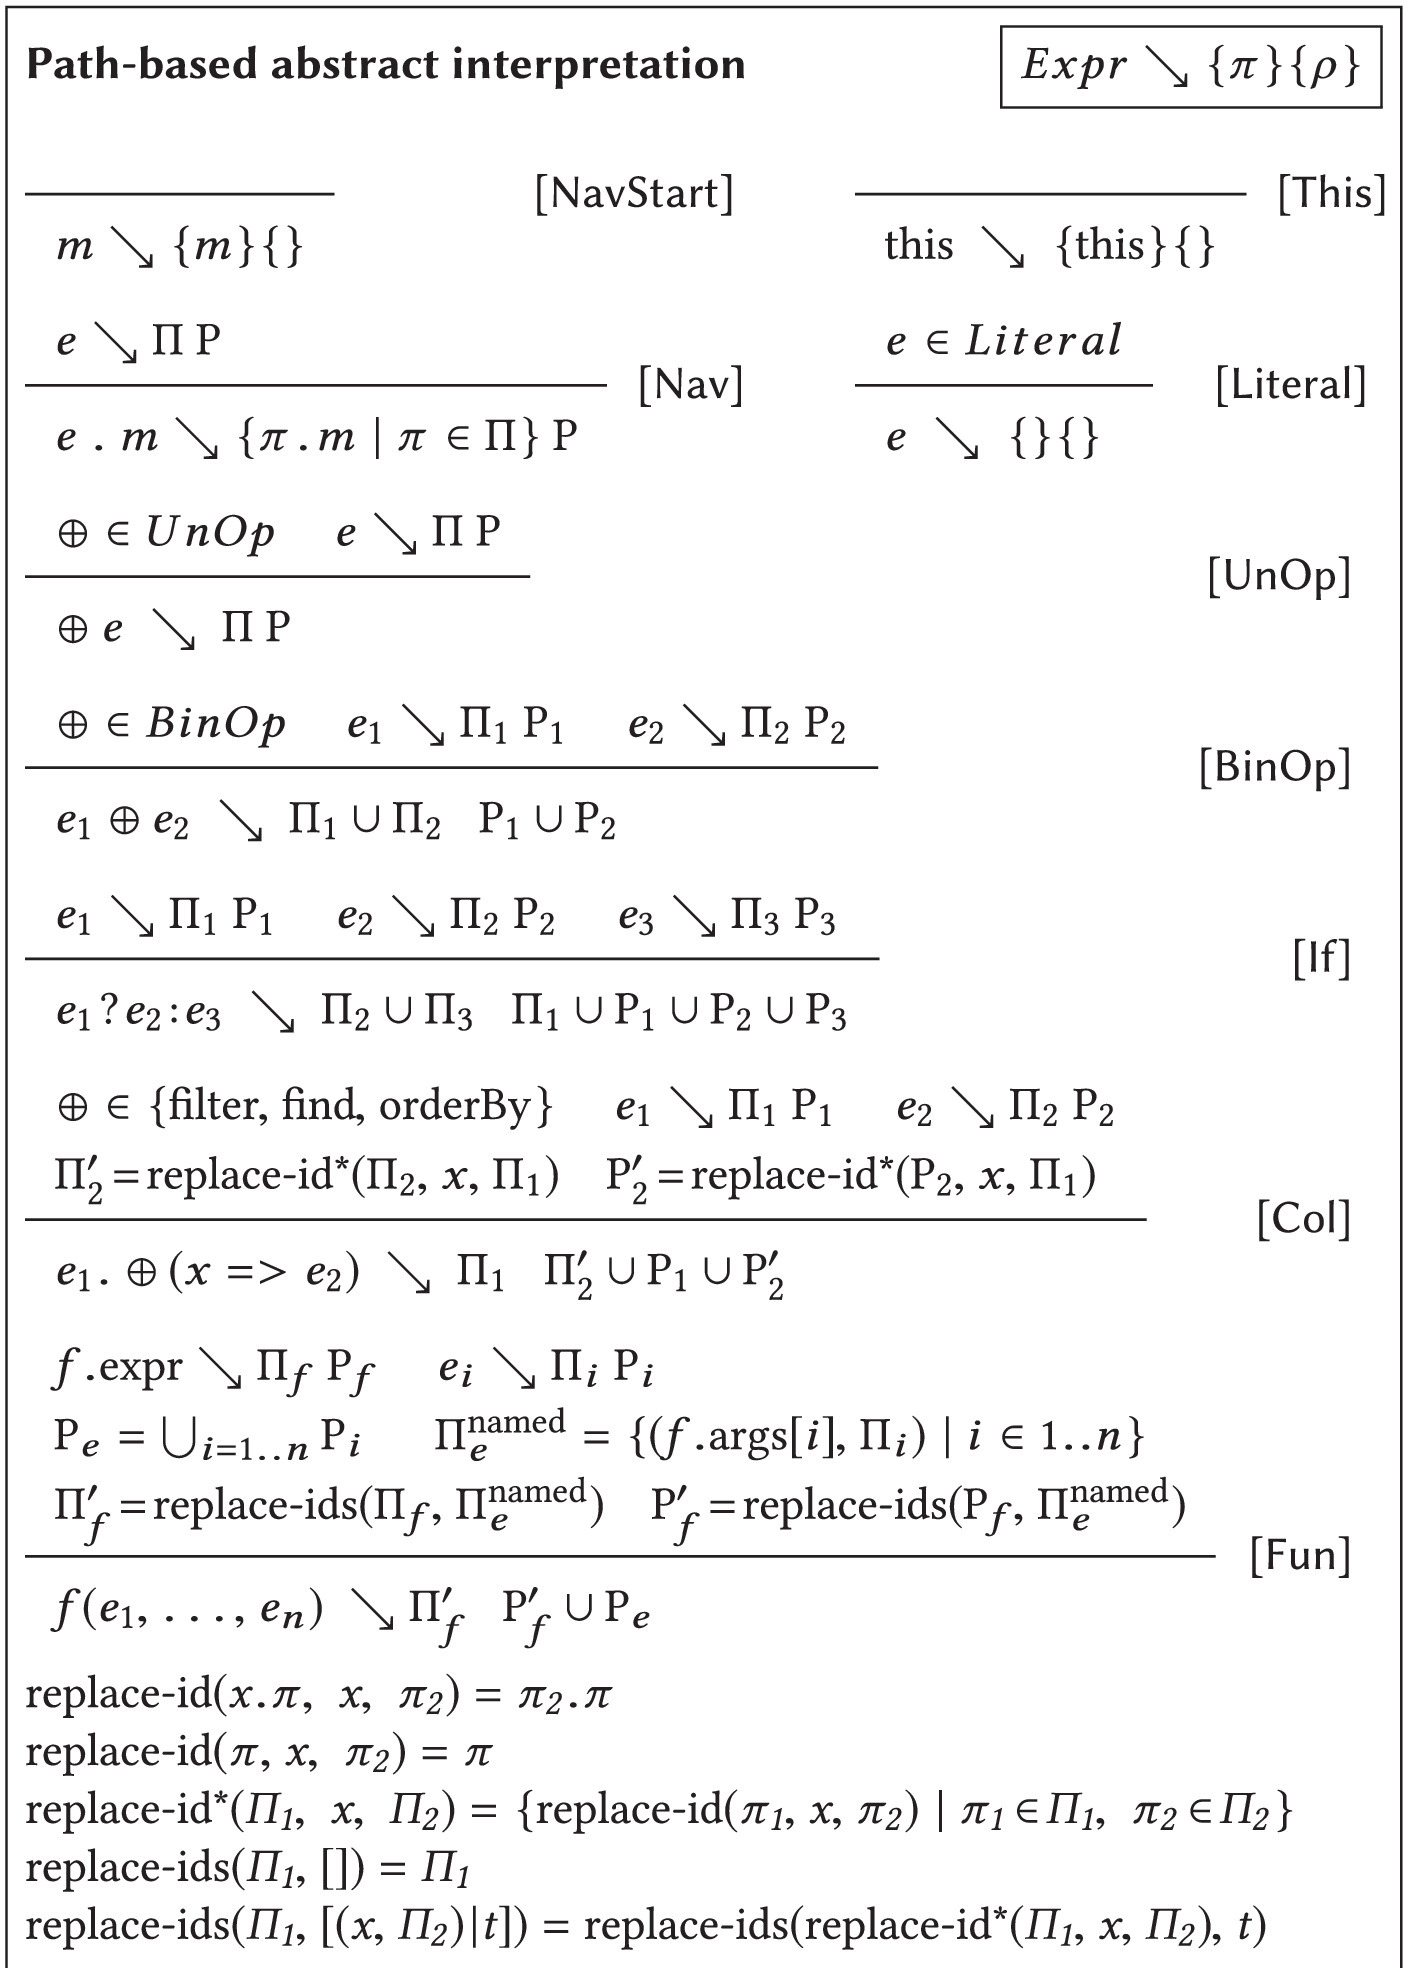 Path-based abstract interpretation Expr ↘ {π}{ρ}
[NavStart] [This]
m ↘ {m}{} this ↘ {this}{}
e ↘ Π P e ∈ Literal
[Nav] [Literal]
e . m ↘ {π.m | π ∈ Π} P e ↘ {}{}
⊕ ∈ UnOp e ↘ Π P
[UnOp]
⊕ e ↘ Π P
⊕ ∈ BinOp e₁ ↘ Π₁ P₁ e₂ ↘ Π₂ P₂
[BinOp]
e₁ ⊕ e₂ ↘ Π₁ ∪ Π₂ P₁ ∪ P₂
e₁ ↘ Π₁ P₁ e₂ ↘ Π₂ P₂ e₃ ↘ Π₃ P₃
[If]
e₁?e₂:e₃ ↘ Π₂ ∪ Π₃ Π₁ ∪ P₁ ∪ P₂ ∪ P₃
⊕ ∈ {filter, find, orderBy} e₁ ↘ Π₁ P₁ e₂ ↘ Π₂ P₂
Π′₂=replace-id*(Π₂, x, Π₁) P′₂=replace-id*(P₂, x, Π₁)
[Col]
e₁. ⊕ (x => e₂) ↘ Π₁ Π′₂ ∪ P₁ ∪ P′₂
f.expr ↘ Π_f P_f e_i ↘ Π_i P_i
P_e = ⋃_{i=1..n} P_i Π_e^{named} = {(f.args[i], Π_i) | i ∈ 1..n}
Π′_f=replace-ids(Π_f, Π_e^{named}) P′_f=replace-ids(P_f, Π_e^{named})
[Fun]
f(e₁, ..., e_n) ↘ Π′_f P′_f ∪ P_e
replace-id(x.π, x, π₂) = π₂.π
replace-id(π, x, π₂) = π
replace-id*(Π₁, x, Π₂) = {replace-id(π₁, x, π₂) | π₁∈Π₁, π₂∈Π₂}
replace-ids(Π₁, []) = Π₁
replace-ids(Π₁, [(x, Π₂)|t]) = replace-ids(replace-id*(Π₁, x, Π₂), t)